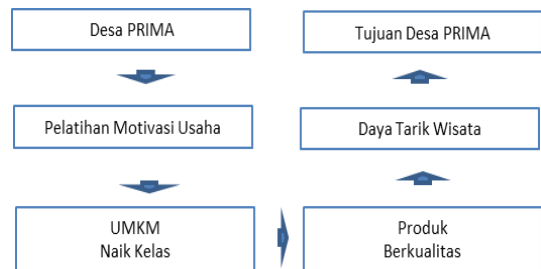 Desa PRIMA
Tujuan Desa PRIMA
Pelatihan Motivasi Usaha
Daya Tarik Wisata
UMKM
Naik Kelas
Produk
Berkualitas